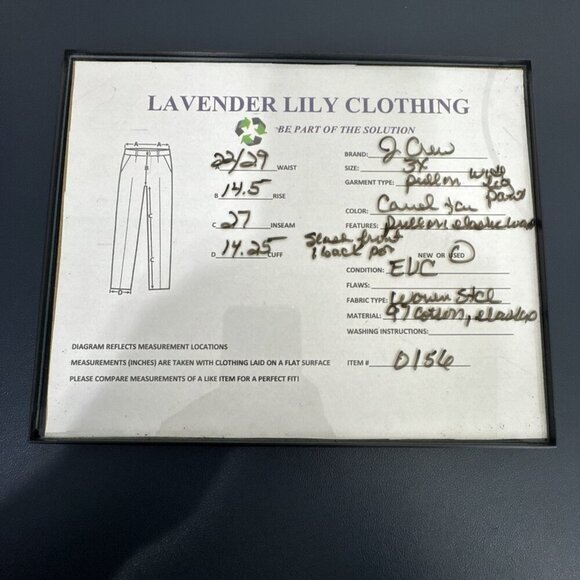 LAVENDER LILY CLOTHING
BE PART OF THE SOLUTION
A
A 22/29 WAIST
B 14.5 RISE
C 27 INSEAM
D 14.25 CUFF
Slash front
1 back poc
BRAND: J Crew
SIZE: 3X
GARMENT TYPE: pull on wide leg pant
COLOR: Camel tan
FEATURES: Pull on elastic
NEW OR USED
CONDITION: EUC
FLAWS:
FABRIC TYPE: Woven Stch
MATERIAL: 97 cotton, elastep
WASHING INSTRUCTIONS:
ITEM # 0156
B
C
D
DIAGRAM REFLECTS MEASUREMENT LOCATIONS
MEASUREMENTS (INCHES) ARE TAKEN WITH CLOTHING LAID ON A FLAT SURFACE
PLEASE COMPARE MEASUREMENTS OF A LIKE ITEM FOR A PERFECT FIT!